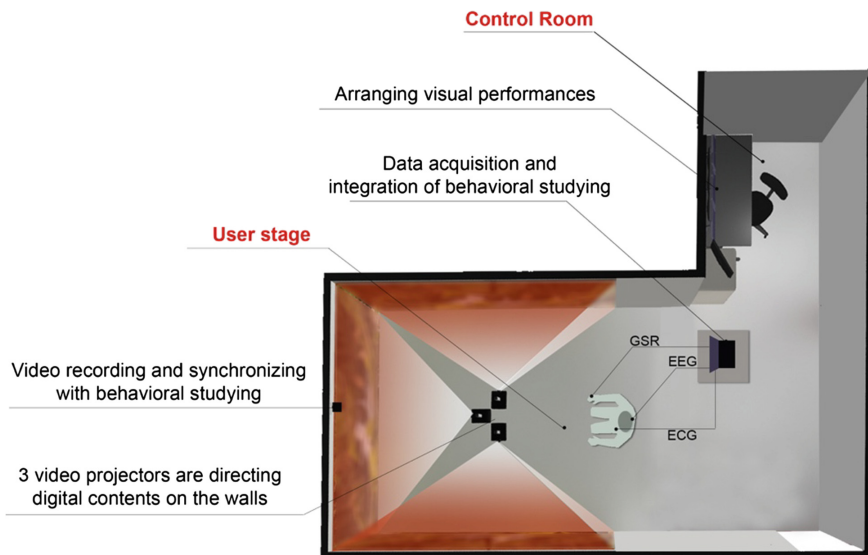 Control Room
Arranging visual performances
Data acquisition and
integration of behavioral studying
User stage
GSR
EEG
Video recording and synchronizing
with behavioral studying
ECG
3 video projectors are directing
digital contents on the walls